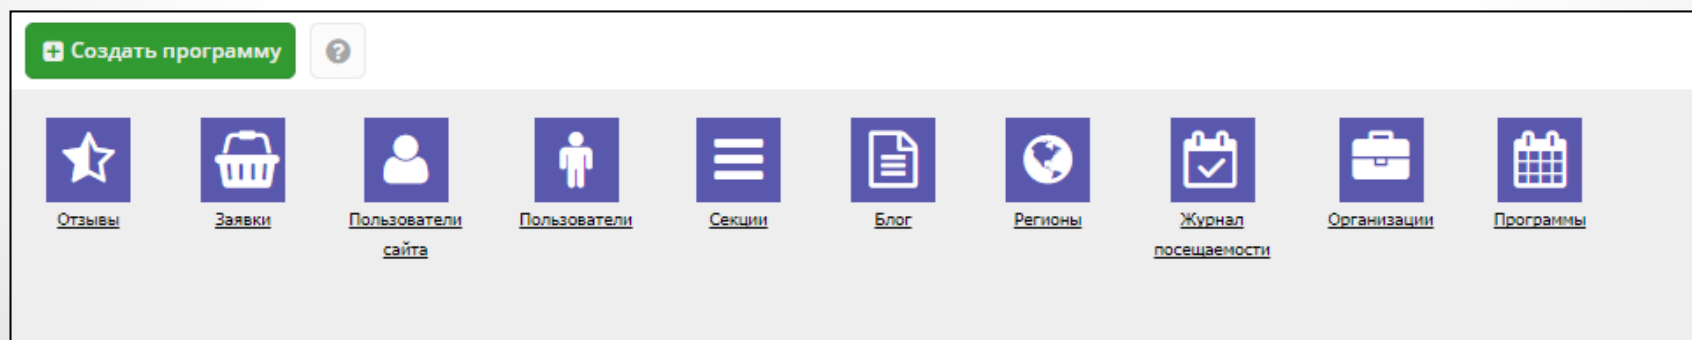 Создать программу
Отзывы
Заявки
Пользователи
сайта
Пользователи
Секции
Блог
Регионы
Журнал
посещаемости
Организации
Программы